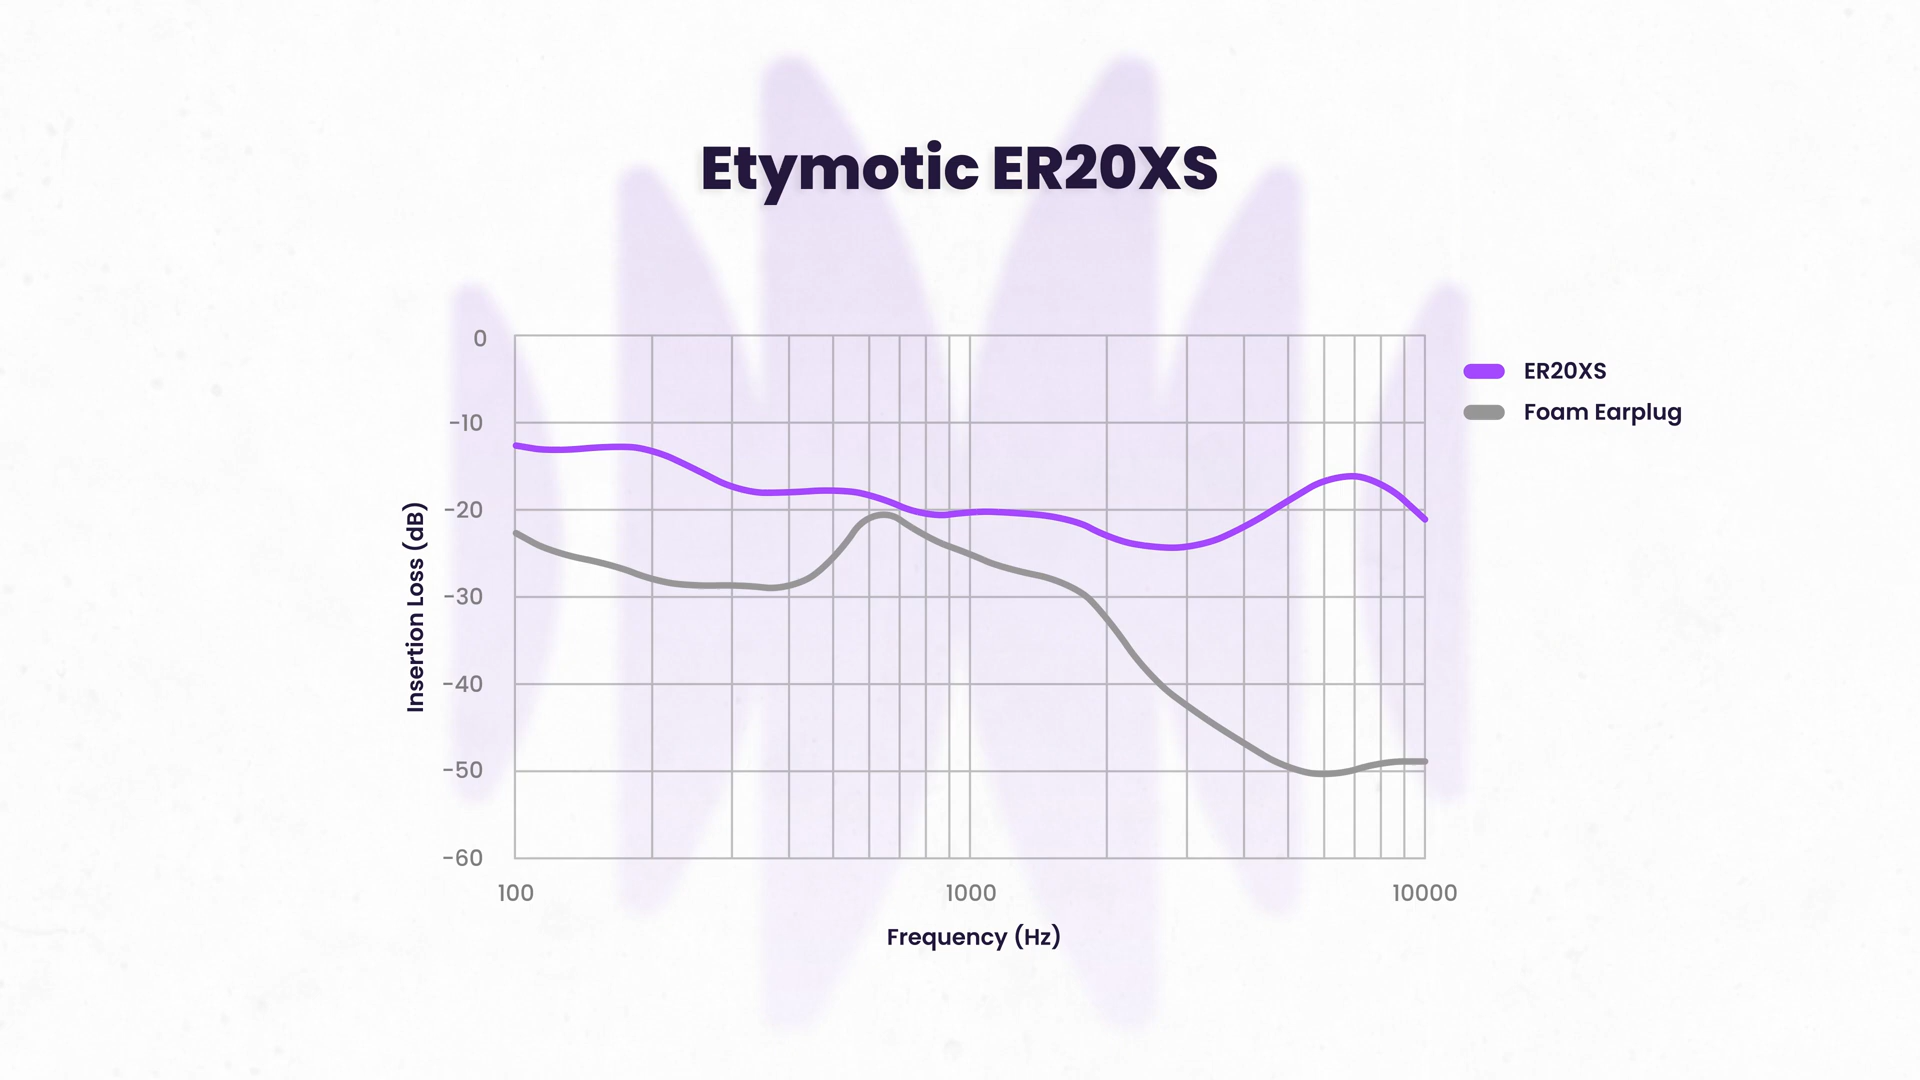 Etymotic ER20XS
0
-10
-20
-30
-40
-50
-60
Insertion Loss (dB)
100
1000
10000
Frequency (Hz)
ER20XS
Foam Earplug